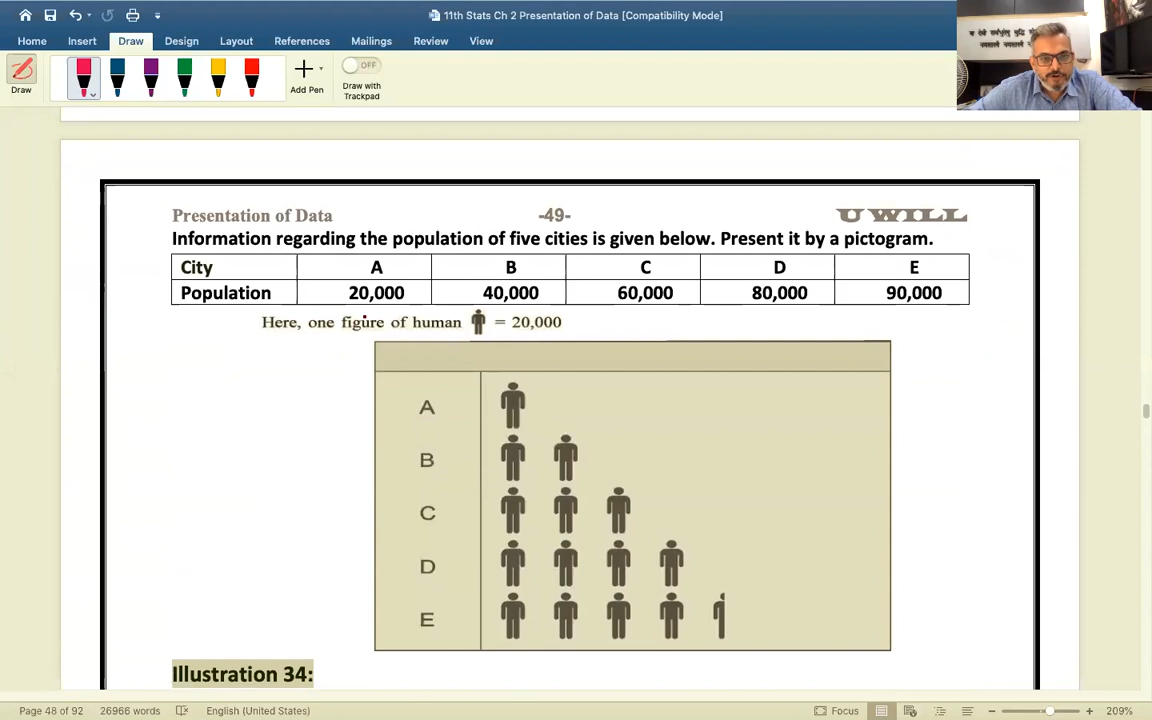 11th Stats Ch 2 Presentation of Data [Compatibility Mode]
Home Insert Draw Design Layout References Mailings Review View
OFF
Draw
Add Pen
Draw with
Trackpad
Presentation of Data -49- U WILL
Information regarding the population of five cities is given below. Present it by a pictogram.
City A B C D E
Population 20,000 40,000 60,000 80,000 90,000
Here, one figure of human = 20,000
A
B
C
D
E
Illustration 34:
Page 48 of 92 26966 words English (United States) Focus 209%